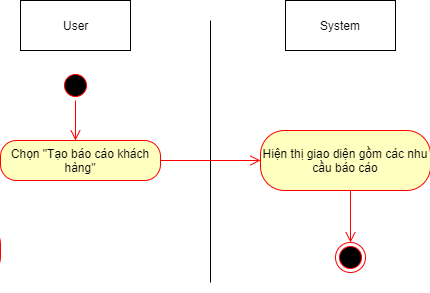 User
System
Chọn "Tạo báo cáo khách
hàng"
Hiện thị giao diện gồm các nhu
cầu báo cáo